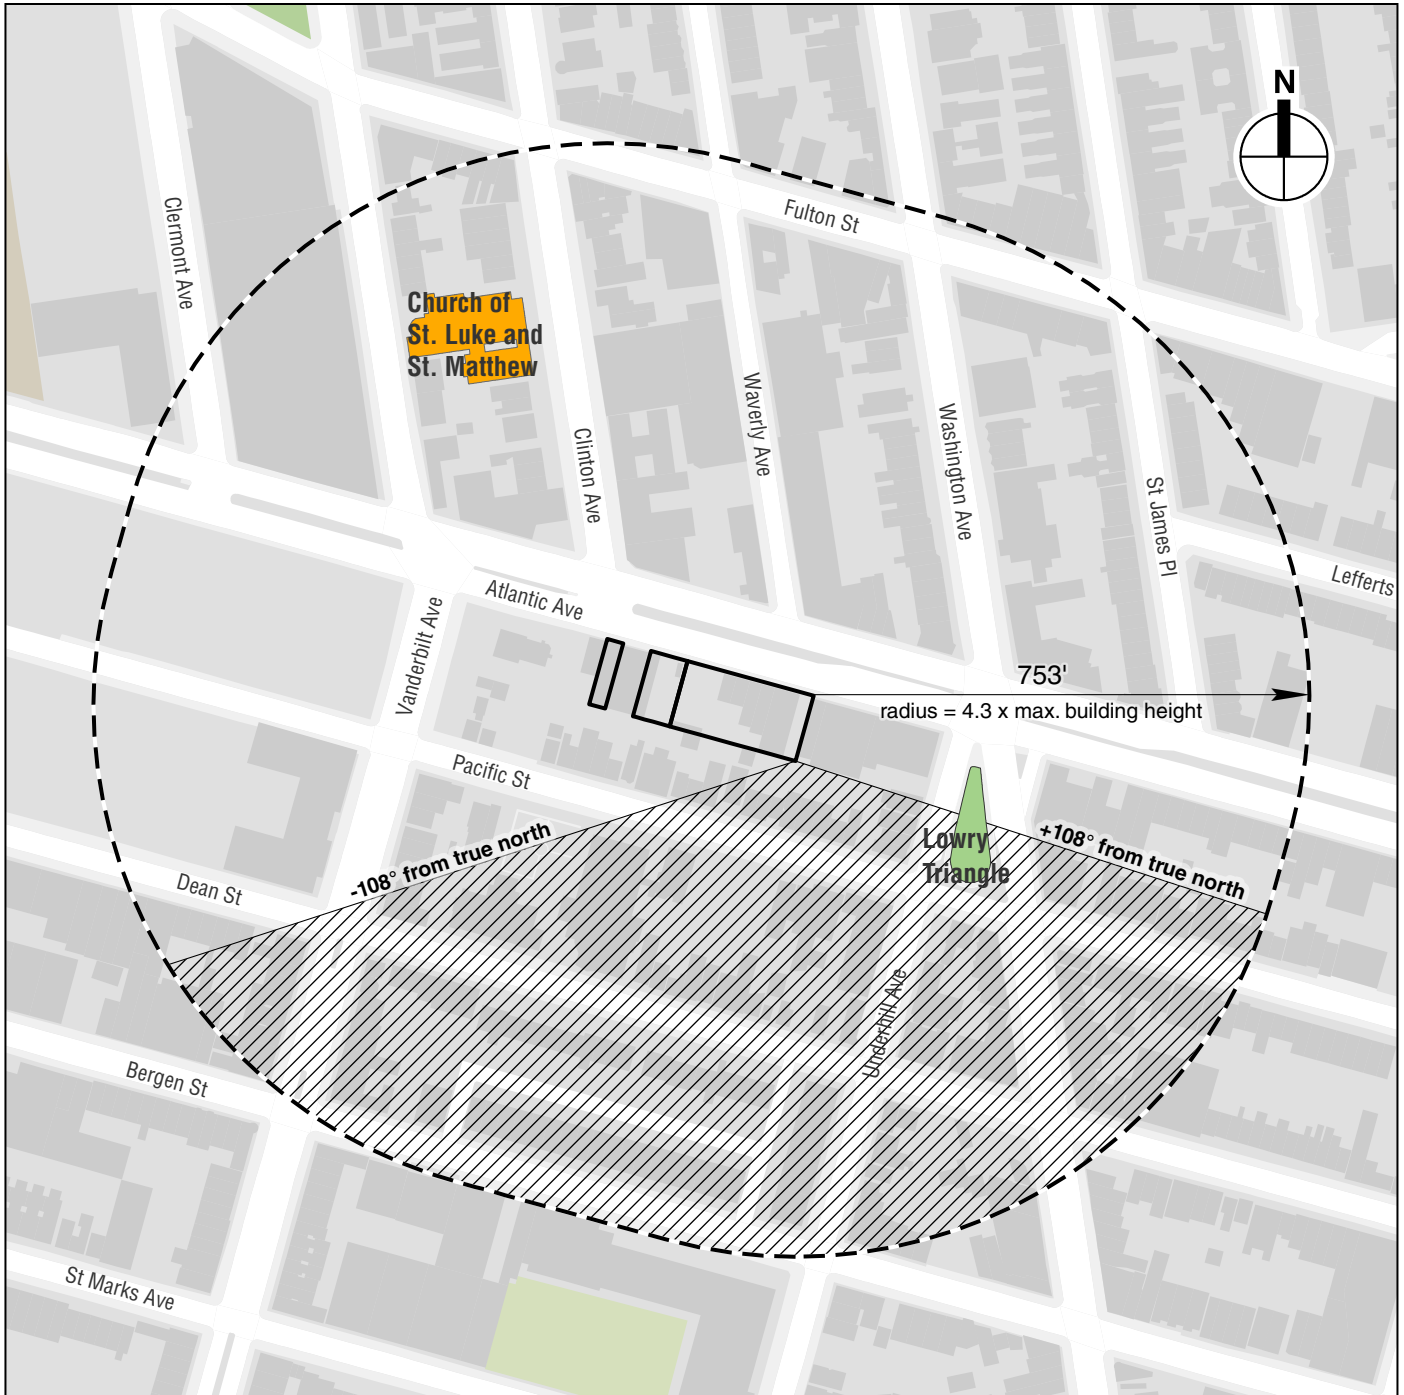 N
Clermont Ave
Fulton St
Church of
St. Luke and
St. Matthew
Waverly Ave
Washington Ave
Clinton Ave
St James Pl
Lefferts
Atlantic Ave
Vanderbilt Ave
753'
radius = 4.3 x max. building height
Pacific St
-108° from true north
+108° from true north
Lowry
Triangle
Dean St
Underhill Ave
Bergen St
St Marks Ave